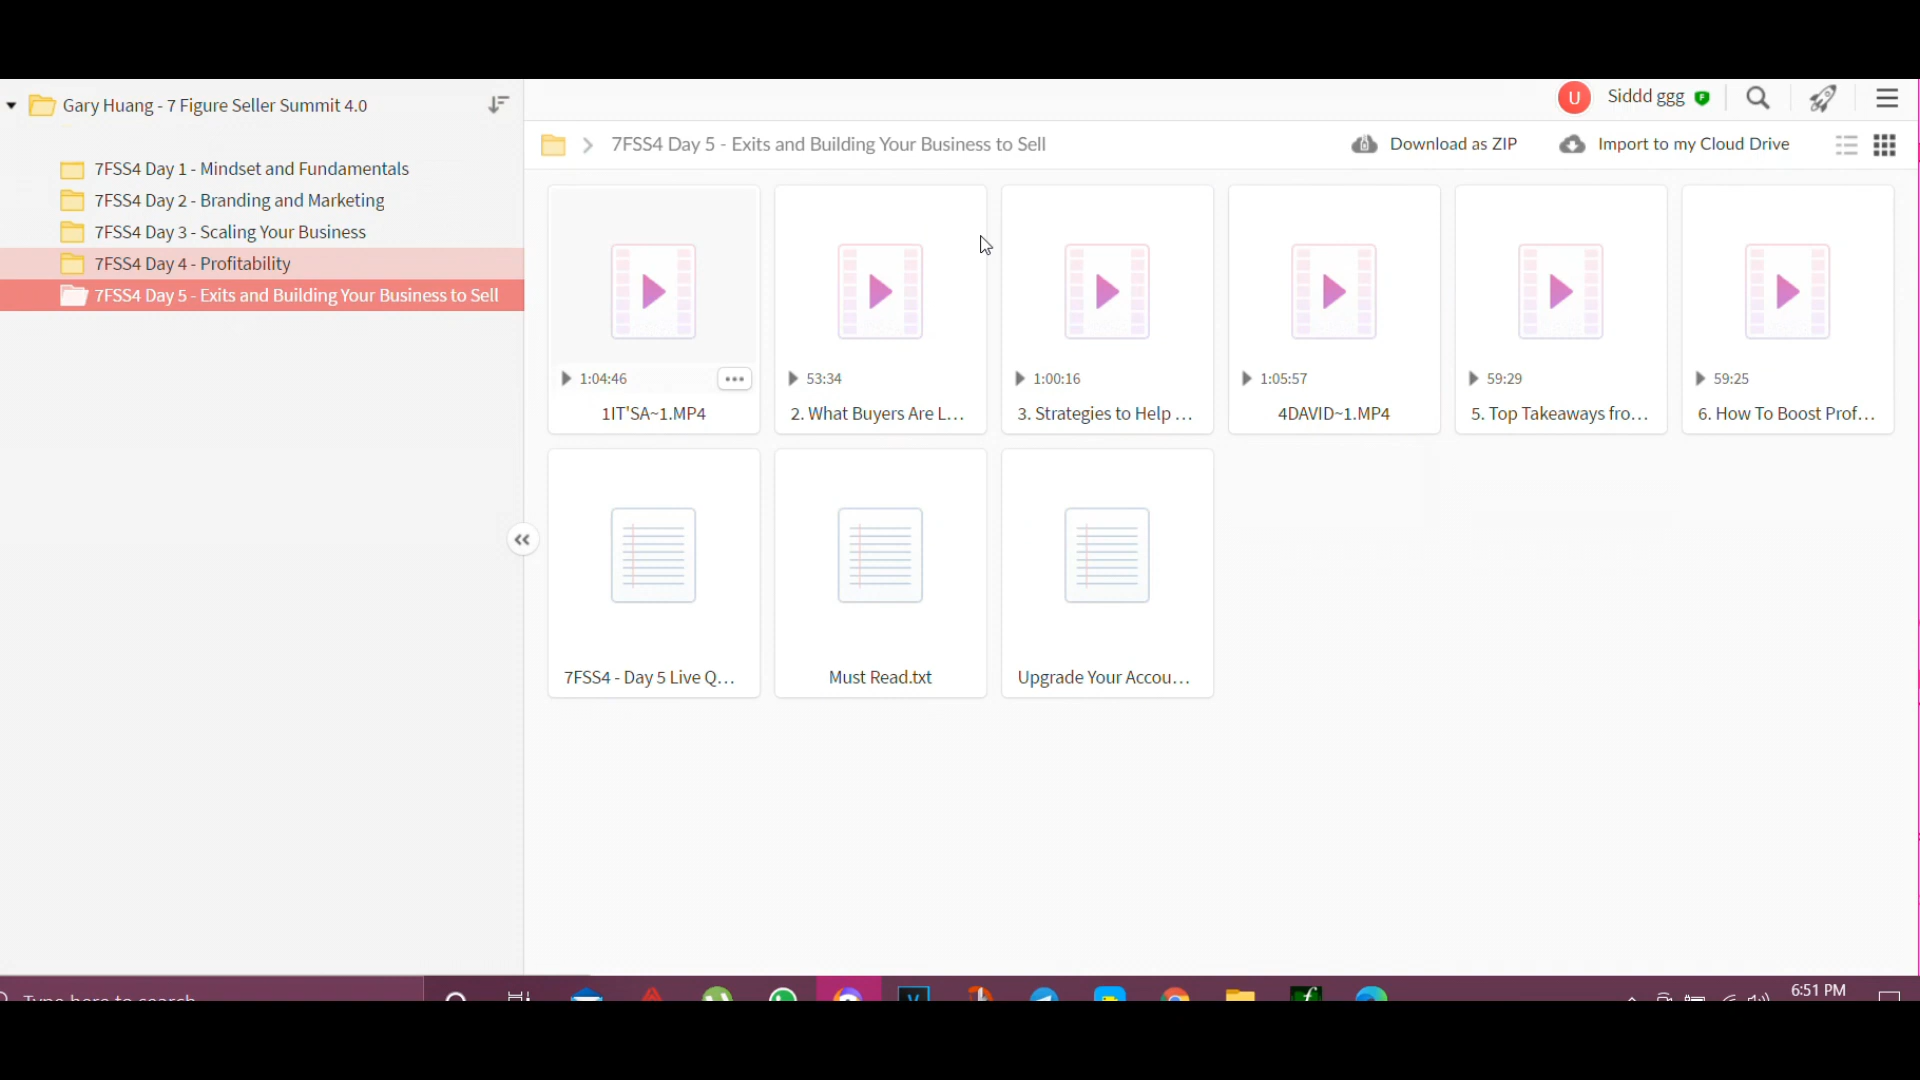 Gary Huang - 7 Figure Seller Summit 4.0
7FSS4 Day 1 - Mindset and Fundamentals
7FSS4 Day 2 - Branding and Marketing
7FSS4 Day 3 - Scaling Your Business
7FSS4 Day 4 - Profitability
7FSS4 Day 5 - Exits and Building Your Business to Sell
U Siddd ggg
7FSS4 Day 5 - Exits and Building Your Business to Sell
Download as ZIP
Import to my Cloud Drive
1:04:46
53:34
1:00:16
1:05:57
59:29
59:25
1IT'SA~1.MP4
2. What Buyers Are L...
3. Strategies to Help ...
4DAVID~1.MP4
5. Top Takeaways fro...
6. How To Boost Prof...
7FSS4 - Day 5 Live Q...
Must Read.txt
Upgrade Your Accou...
Type here to search
6:51 PM